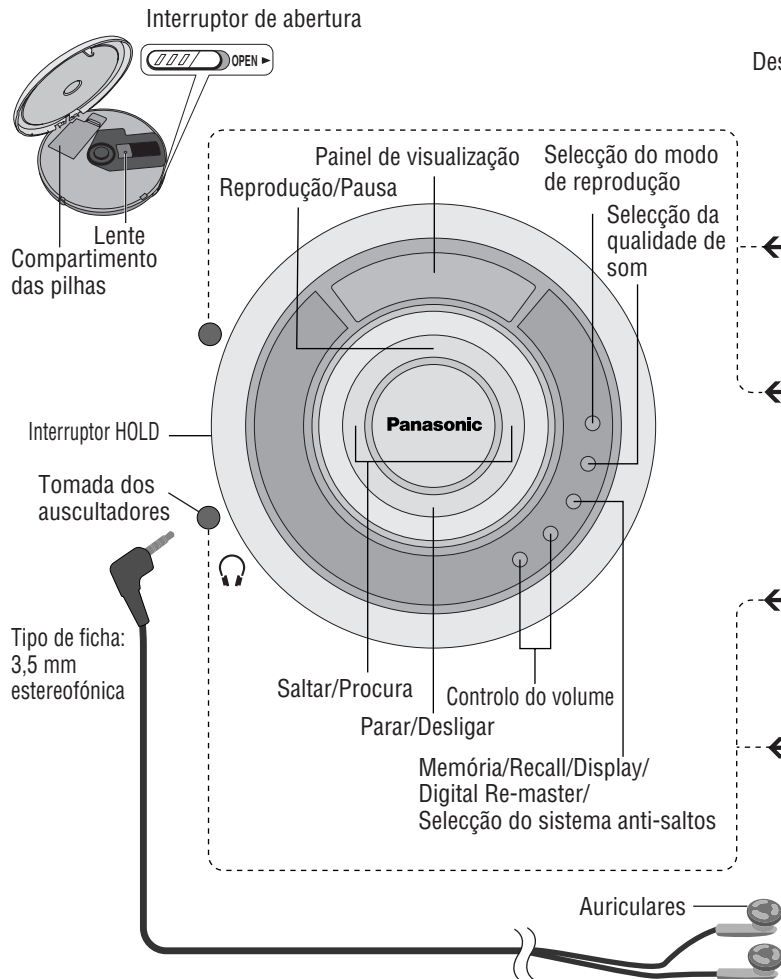 Interruptor de abertura
OPEN
Des
Painel de visualização
Reprodução/Pausa
Selecção do modo
de reprodução
Selecção da
qualidade de
som
Lente
Compartimento
das pilhas
Interruptor HOLD
Panasonic
Tomada dos
auscultadores
Tipo de ficha:
3,5 mm
estereofónica
Saltar/Procura
Controlo do volume
Parar/Desligar
Memória/Recall/Display/
Digital Re-master/
Selecção do sistema anti-saltos
Auriculares